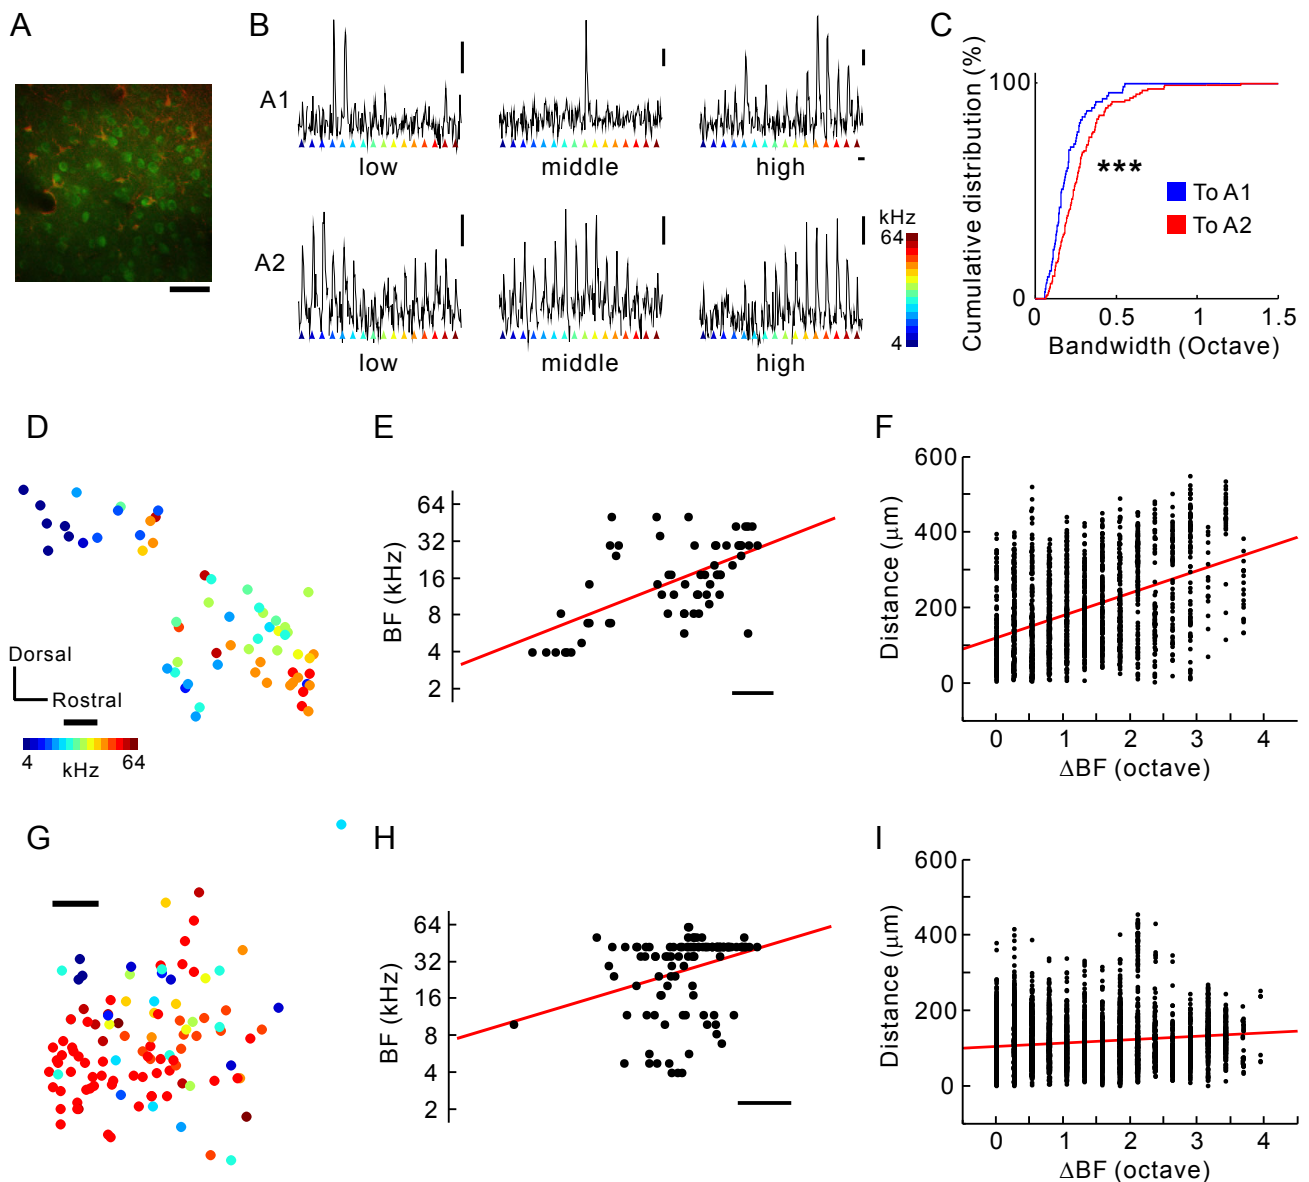 A
B
A1
low
middle
high
A2
low
middle
high
kHz
64
4
C
Cumulative distribution (%)
100
0
***
To A1
To A2
0 0.5 1 1.5
Bandwidth (Octave)
D
Dorsal
Rostral
4 64
kHz
E
BF (kHz)
64
32
16
8
4
2
F
Distance (μm)
600
400
200
0
0 1 2 3 4
ΔBF (octave)
G
H
BF (kHz)
64
32
16
8
4
2
I
Distance (μm)
600
400
200
0
0 1 2 3 4
ΔBF (octave)